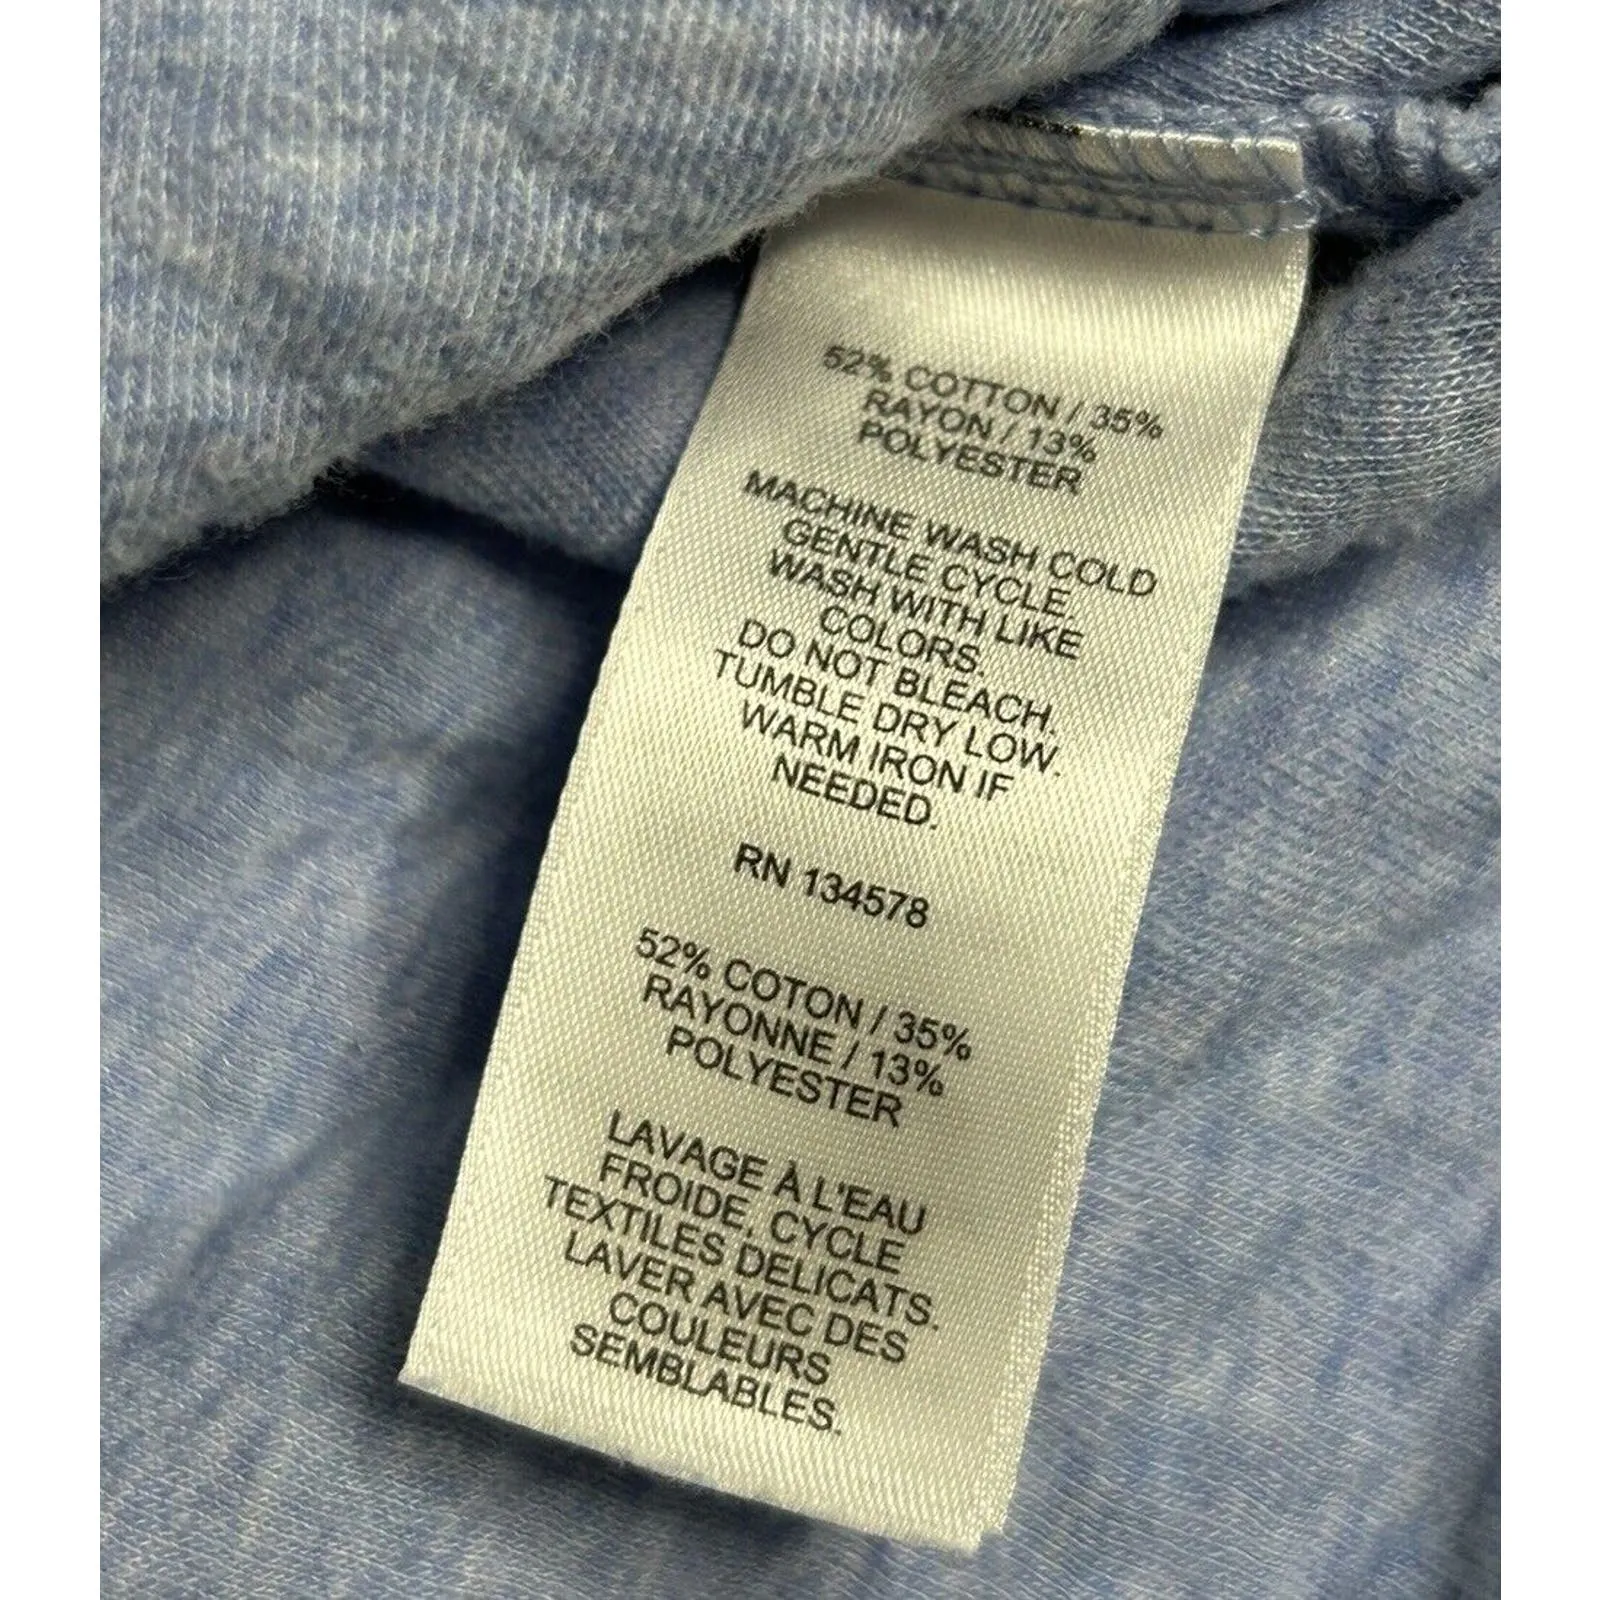 52% COTTON / 35%
RAYON / 13%
POLYESTER
MACHINE WASH COLD
GENTLE CYCLE.
WASH WITH LIKE
COLORS.
DO NOT BLEACH.
TUMBLE DRY LOW.
WARM IRON IF
NEEDED.
RN 134578
52% COTON / 35%
RAYONNE / 13%
POLYESTER
LAVAGE À L'EAU
FROIDE, CYCLE
TEXTILES DELICATS.
LAVER AVEC DES
COULEURS
SEMBLABLES.